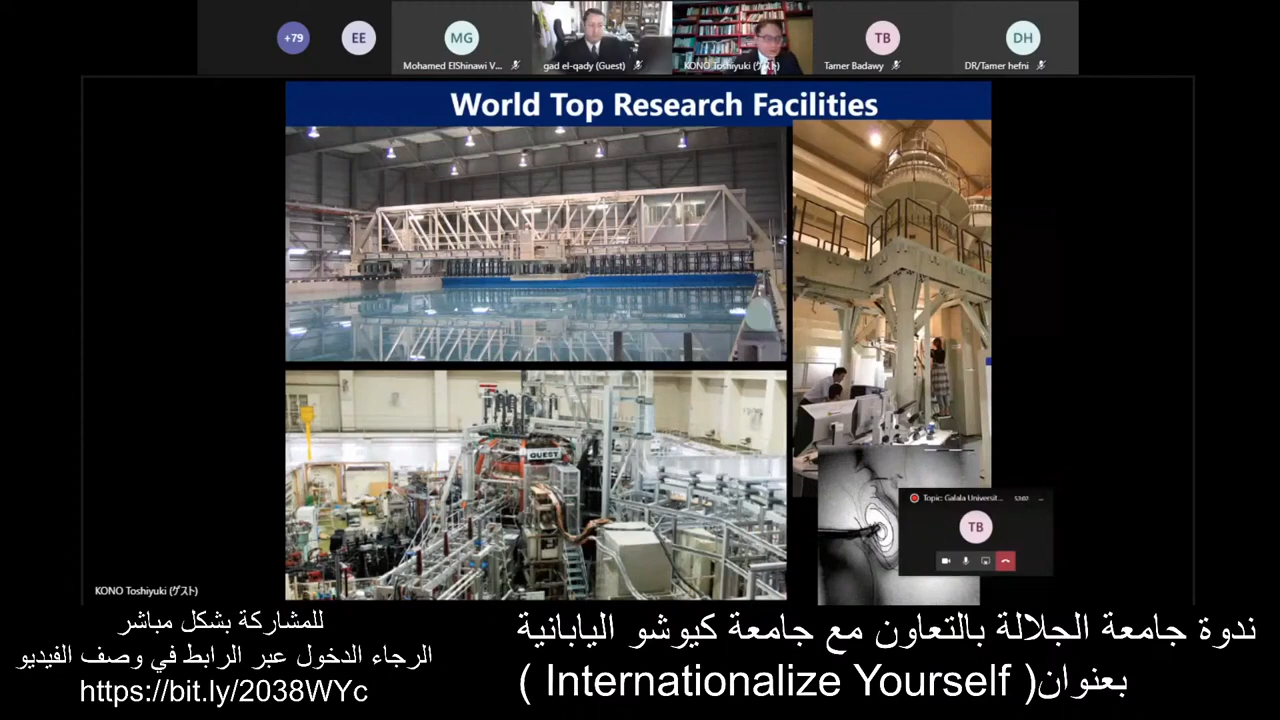 +79
EE
MG
Mohamed ElShinawi V...
gad el-qady (Guest)
KONO Toshiyuki (ゲスト)
TB
Tamer Badawy
DH
DR/Tamer hefni
World Top Research Facilities
QUEST
Topic: Galala Universit...
53:02
TB
KONO Toshiyuki (ゲスト)
ندوة جامعة الجلالة بالتعاون مع جامعة كيوشو اليابانية
بعنوان( Internationalize Yourself )
للمشاركة بشكل مباشر
الرجاء الدخول عبر الرابط في وصف الفيديو
https://bit.ly/2038WYc